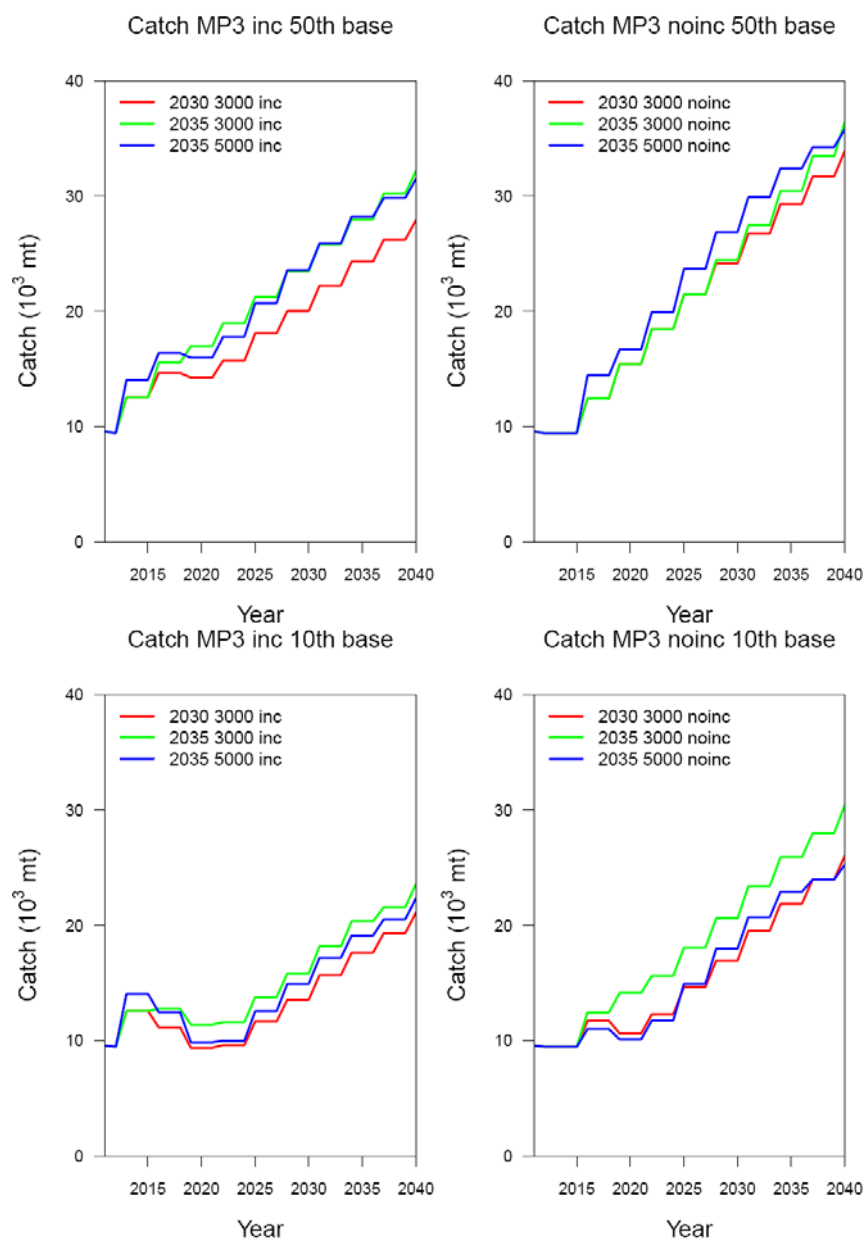 Catch MP3 inc 50th base
40
30
20
10
0
Catch (10³ mt)
2030 3000 inc
2035 3000 inc
2035 5000 inc
2015 2020 2025 2030 2035 2040
Year
Catch MP3 noinc 50th base
40
30
20
10
0
Catch (10³ mt)
2030 3000 noinc
2035 3000 noinc
2035 5000 noinc
2015 2020 2025 2030 2035 2040
Year
Catch MP3 inc 10th base
40
30
20
10
0
Catch (10³ mt)
2030 3000 inc
2035 3000 inc
2035 5000 inc
2015 2020 2025 2030 2035 2040
Year
Catch MP3 noinc 10th base
40
30
20
10
0
Catch (10³ mt)
2030 3000 noinc
2035 3000 noinc
2035 5000 noinc
2015 2020 2025 2030 2035 2040
Year